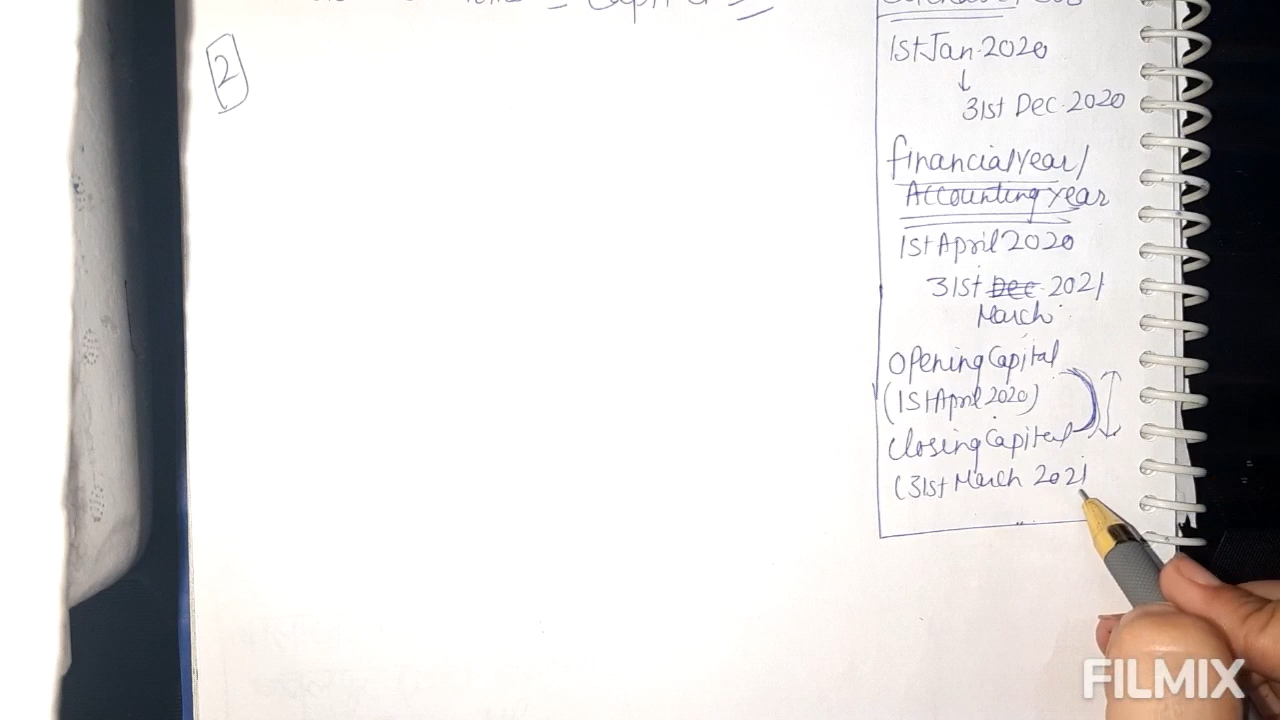 = Capital
2
1st Jan 2020
↓
31st Dec. 2020
financial year/
Accounting year
1st April 2020
31st Dec 2021
March
Opening Capital
(1st April 2020)
Closing Capital
(31st March 2021
FILMIX